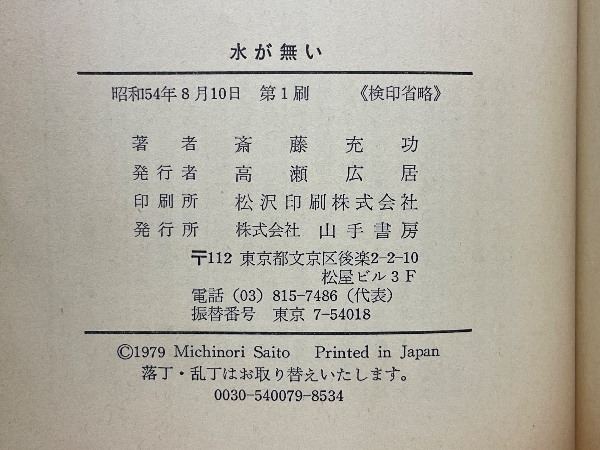 水が無い
昭和54年8月10日 第1刷 《検印省略》
著者 斎藤充功
発行者 高瀬広居
印刷所 松沢印刷株式会社
発行所 株式会社 山手書房
〒112 東京都文京区後楽2-2-10
松屋ビル3F
電話 (03) 815-7486 (代表)
振替番号 東京 7-54018
©1979 Michinori Saito Printed in Japan
落丁・乱丁はお取り替えいたします。
0030-540079-8534